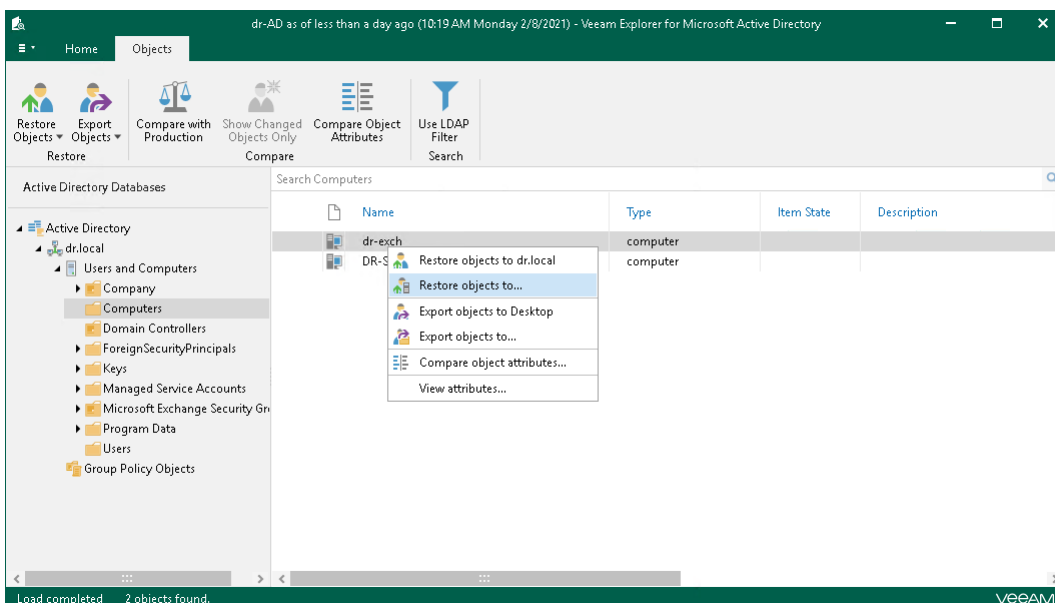 dr-AD as of less than a day ago (10:19 AM Monday 2/8/2021) - Veeam Explorer for Microsoft Active Directory
Home Objects
Restore Objects
Export Objects
Compare with Production
Show Changed Objects Only
Compare Object Attributes
Use LDAP Filter
Restore Compare Search
Active Directory Databases
Search Computers
Name Type Item State Description
Active Directory
dr.local
Users and Computers
Company
Computers
Domain Controllers
ForeignSecurityPrincipals
Keys
Managed Service Accounts
Microsoft Exchange Security
Program Data
Users
Group Policy Objects
dr-exch computer
DR-S computer
Restore objects to dr.local
Restore objects to...
Export objects to Desktop
Export objects to...
Compare object attributes...
View attributes...
Load completed 2 objects found.
VEEAM